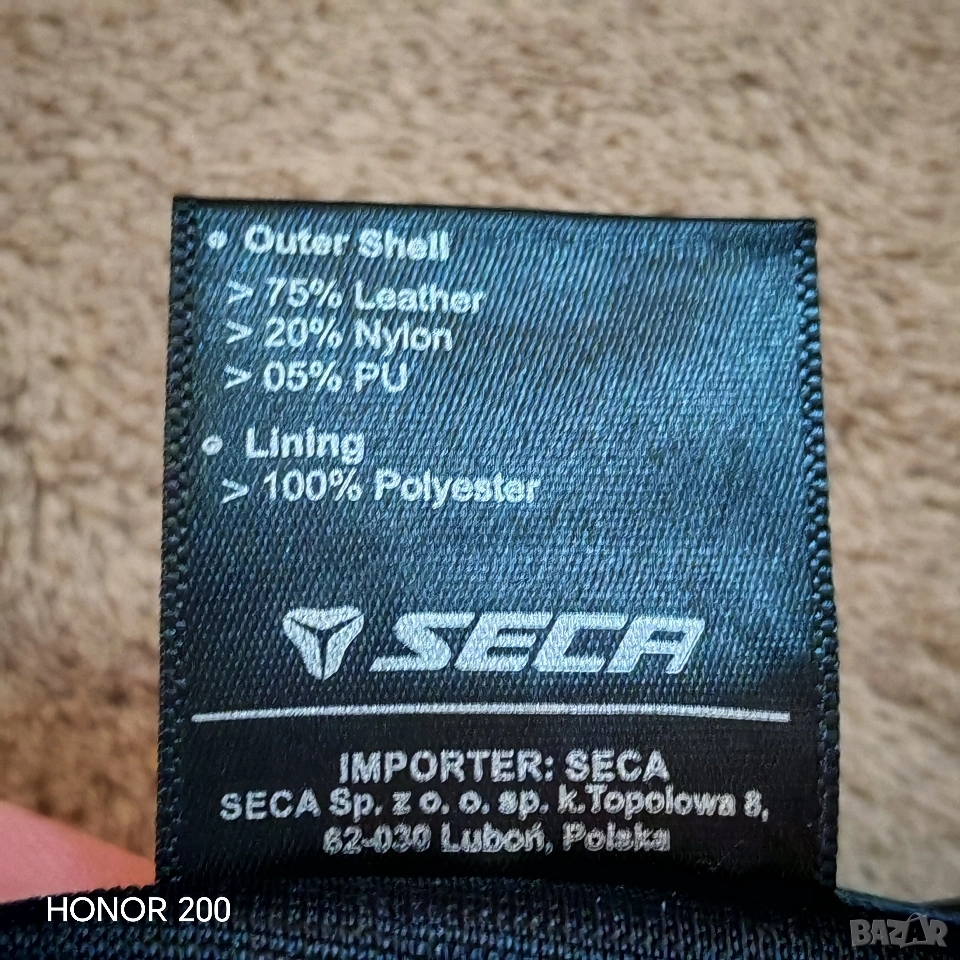 • Outer Shell
> 75% Leather
> 20% Nylon
> 05% PU
• Lining
> 100% Polyester
SECA
IMPORTER: SECA
SECA Sp. z o. o. sp. k. Topolowa 8,
62-030 Luboń, Polska
HONOR 200
BAZAR